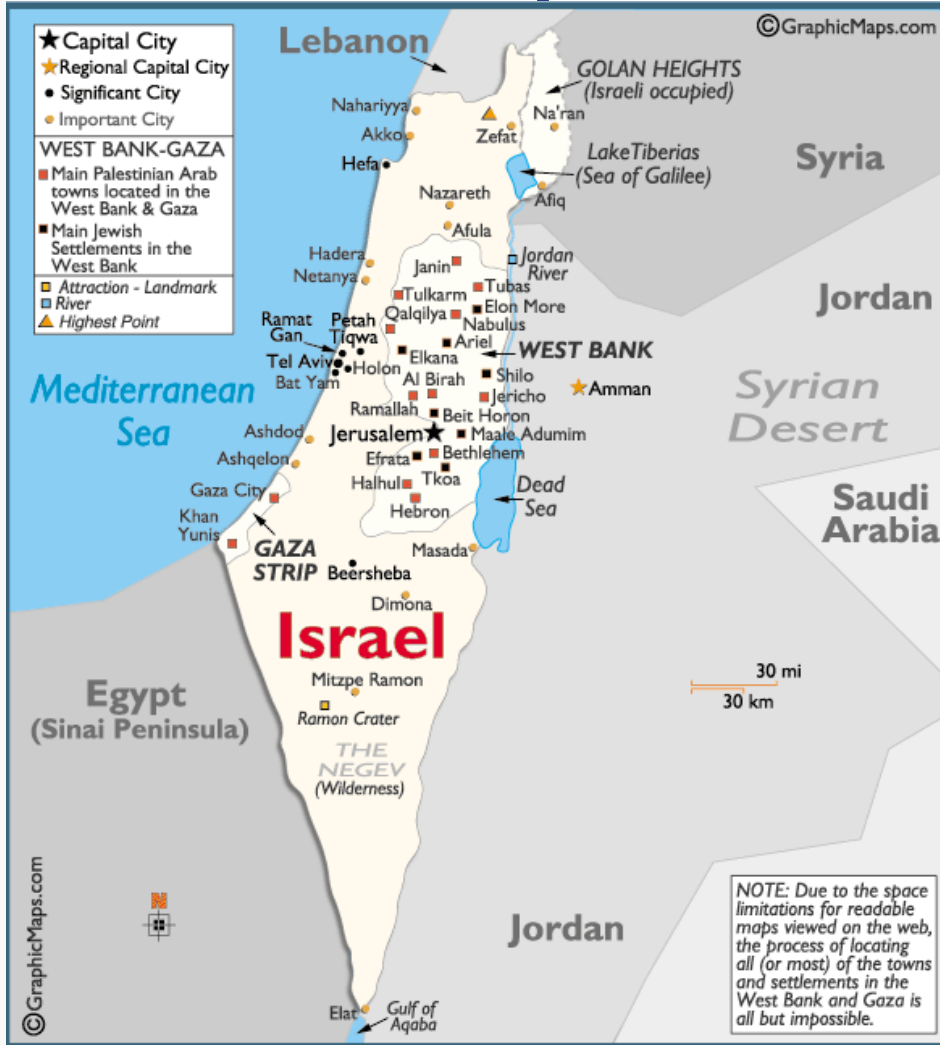 ©GraphicMaps.com
Capital City
Regional Capital City
Significant City
Important City
WEST BANK-GAZA
Main Palestinian Arab
towns located in the
West Bank & Gaza
Main Jewish
Settlements in the
West Bank
Attraction - Landmark
River
Highest Point
Lebanon
GOLAN HEIGHTS
(Israeli occupied)
Nahariyya
Na'ran
Akko
Zefat
Hefa
Lake Tiberias
(Sea of Galilee)
Syria
Nazareth
Afiq
Afula
Hadera
Janin
Jordan
River
Netanya
Tubas
Tulkarm
Elon More
Jordan
Qalqilya
Nabulus
Ramat
Gan
Petah
Tiqwa
Ariel
WEST BANK
Elkana
Tel Aviv
Holon
Shilo
Bat Yam
Al Birah
Amman
Mediterranean
Sea
Jericho
Syrian
Desert
Ramallah
Beit Horon
Ashdod
Jerusalem
Maale Adumim
Ashqelon
Efrata
Bethlehem
Tkoa
Gaza City
Halhul
Dead
Sea
Saudi
Arabia
Hebron
Khan
Yunis
GAZA
STRIP
Masada
Beersheba
Dimona
Israel
30 mi
30 km
Egypt
(Sinai Peninsula)
Mitzpe Ramon
Ramon Crater
THE
NEGEV
(Wilderness)
N
Jordan
NOTE: Due to the space
limitations for readable
maps viewed on the web,
the process of locating
all (or most) of the towns
and settlements in the
West Bank and Gaza is
all but impossible.
Elat
Gulf of
Aqaba
©GraphicMaps.com